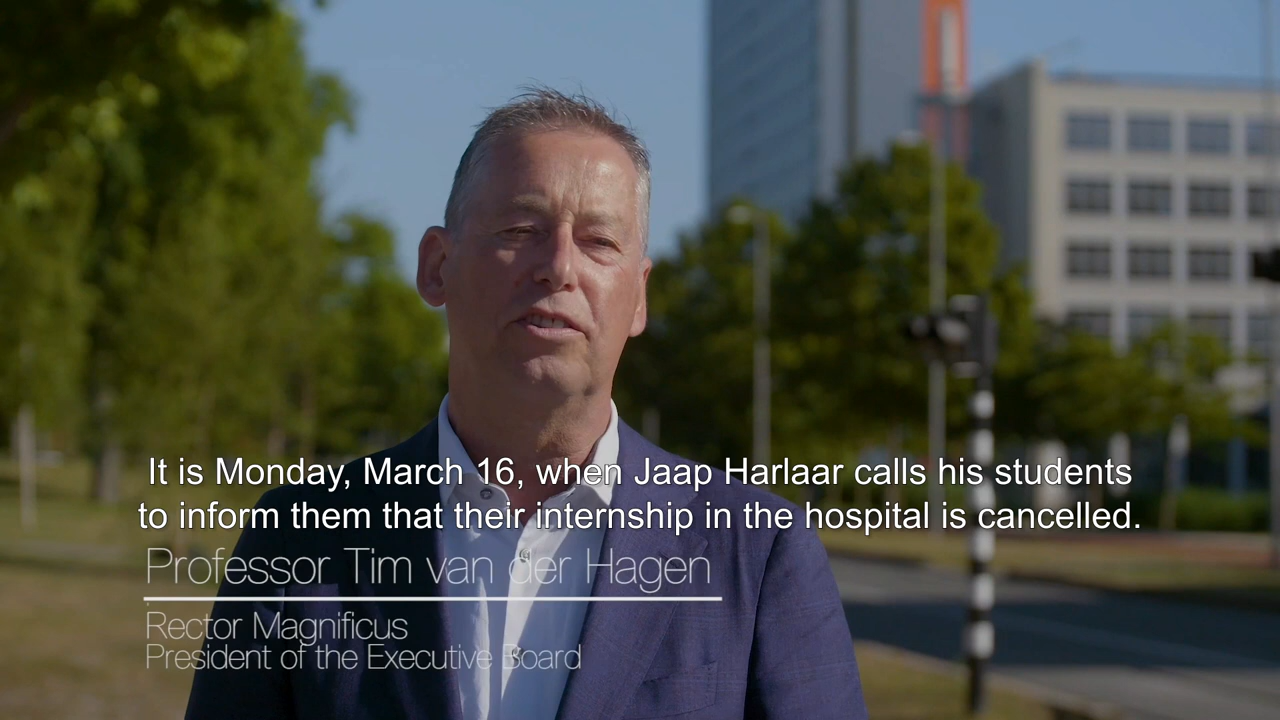 It is Monday, March 16, when Jaap Harlaar calls his students
to inform them that their internship in the hospital is cancelled.
Professor Tim van der Hagen
Rector Magnificus
President of the Executive Board